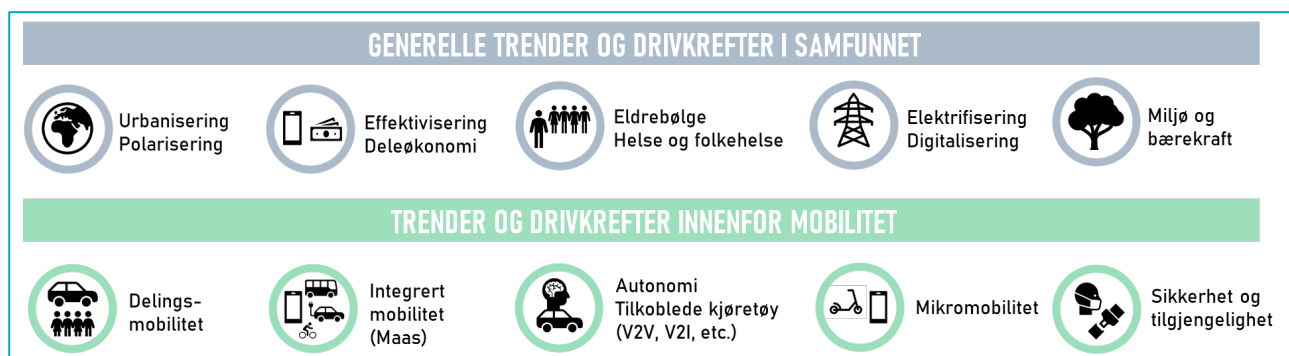 GENERELLE TRENDER OG DRIVKREFTER I SAMFUNNET
Urbanisering
Polarisering
Effektivisering
Deleøkonomi
Eldrebølge
Helse og folkehelse
Elektrifisering
Digitalisering
Miljø og
bærekraft
TRENDER OG DRIVKREFTER INNENFOR MOBILITET
Delings-
mobilitet
Integrert
mobilitet
(Maas)
Autonomi
Tilkoblede kjøretøy
(V2V, V2I, etc.)
Mikromobilitet
Sikkerhet og
tilgjengelighet